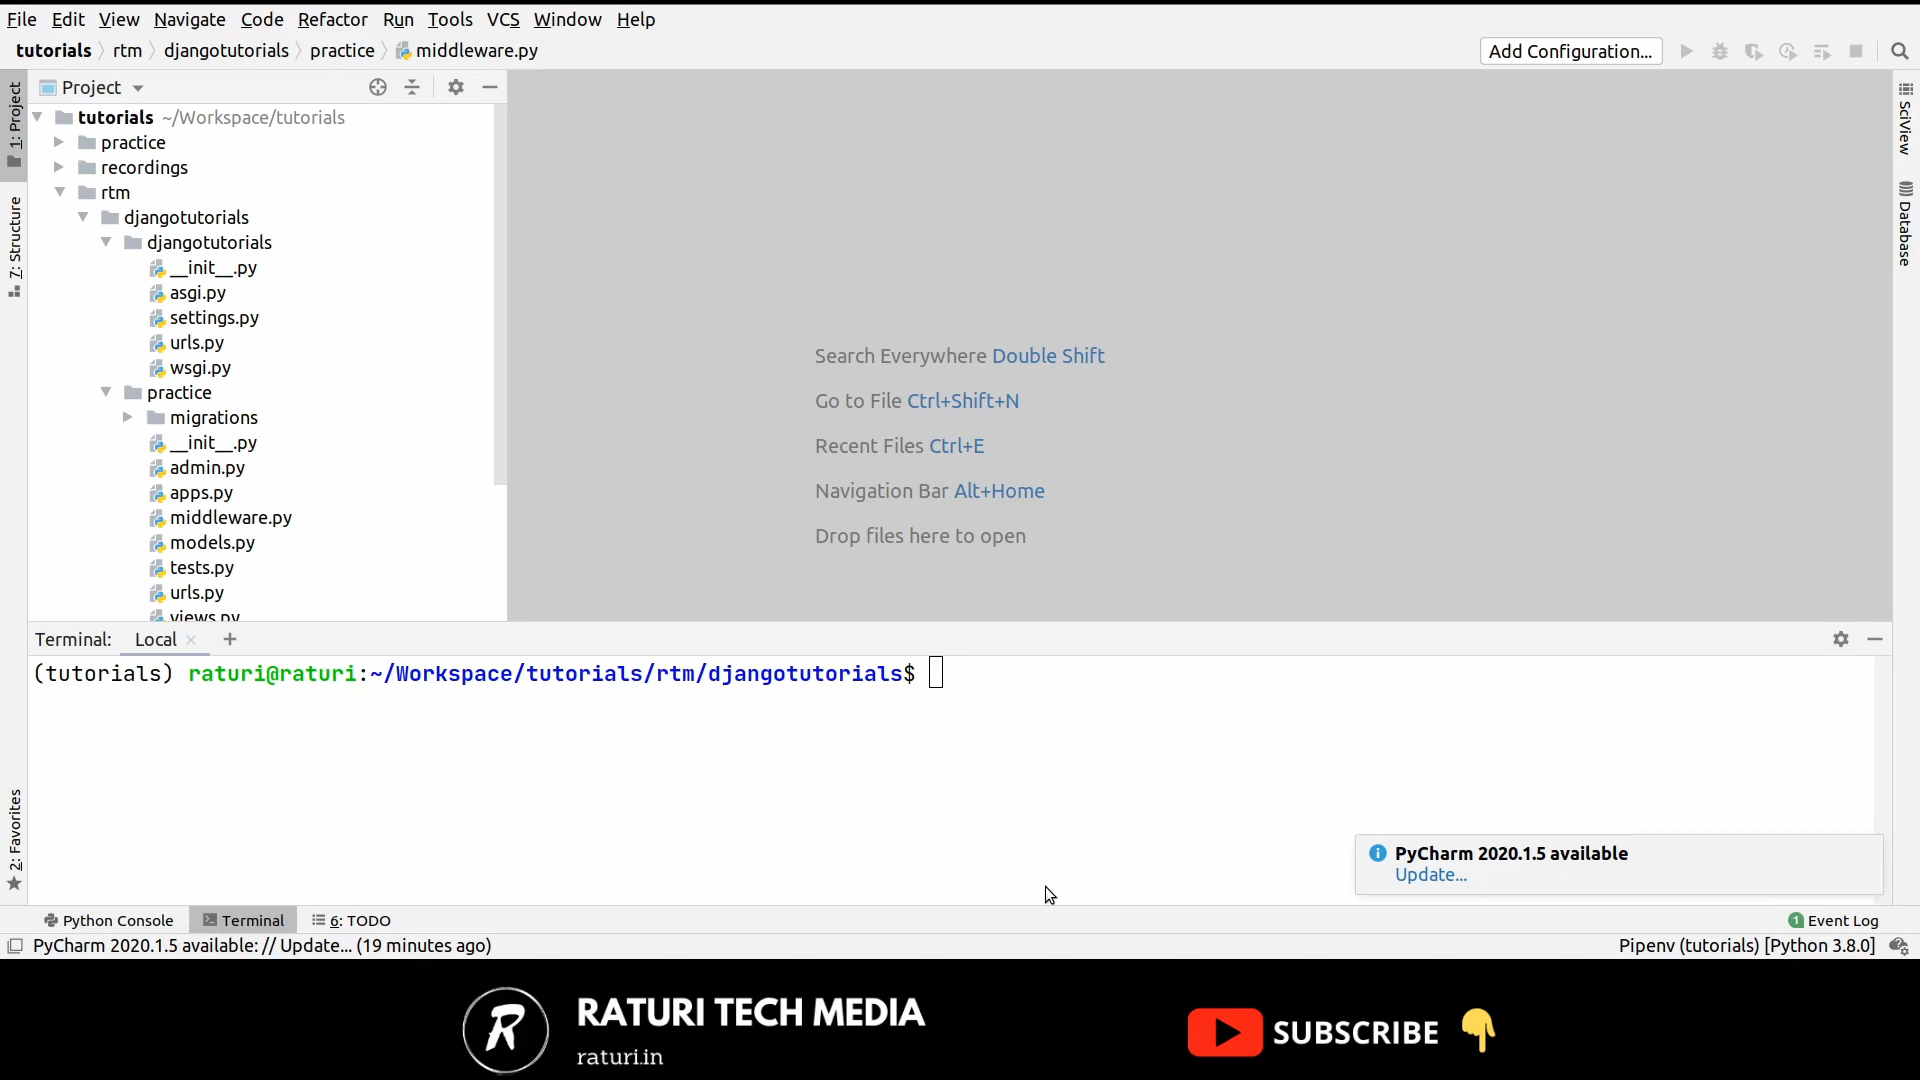 File Edit View Navigate Code Refactor Run Tools VCS Window Help
tutorials rtm djangotutorials practice middleware.py Add Configuration...
1: Project
7: Structure
2: Favorites
Project
tutorials ~/Workspace/tutorials
practice
recordings
rtm
djangotutorials
djangotutorials
__init__.py
asgi.py
settings.py
urls.py
wsgi.py
practice
migrations
__init__.py
admin.py
apps.py
middleware.py
models.py
tests.py
urls.py
views.py
Search Everywhere Double Shift
Go to File Ctrl+Shift+N
Recent Files Ctrl+E
Navigation Bar Alt+Home
Drop files here to open
SciView
Database
Terminal: Local
(tutorials) raturi@raturi:~/Workspace/tutorials/rtm/djangotutorials$
PyCharm 2020.1.5 available
Update...
Python Console Terminal 6: TODO 1 Event Log
PyCharm 2020.1.5 available: // Update... (19 minutes ago) Pipenv (tutorials) [Python 3.8.0]
R
RATURI TECH MEDIA
raturi.in
SUBSCRIBE